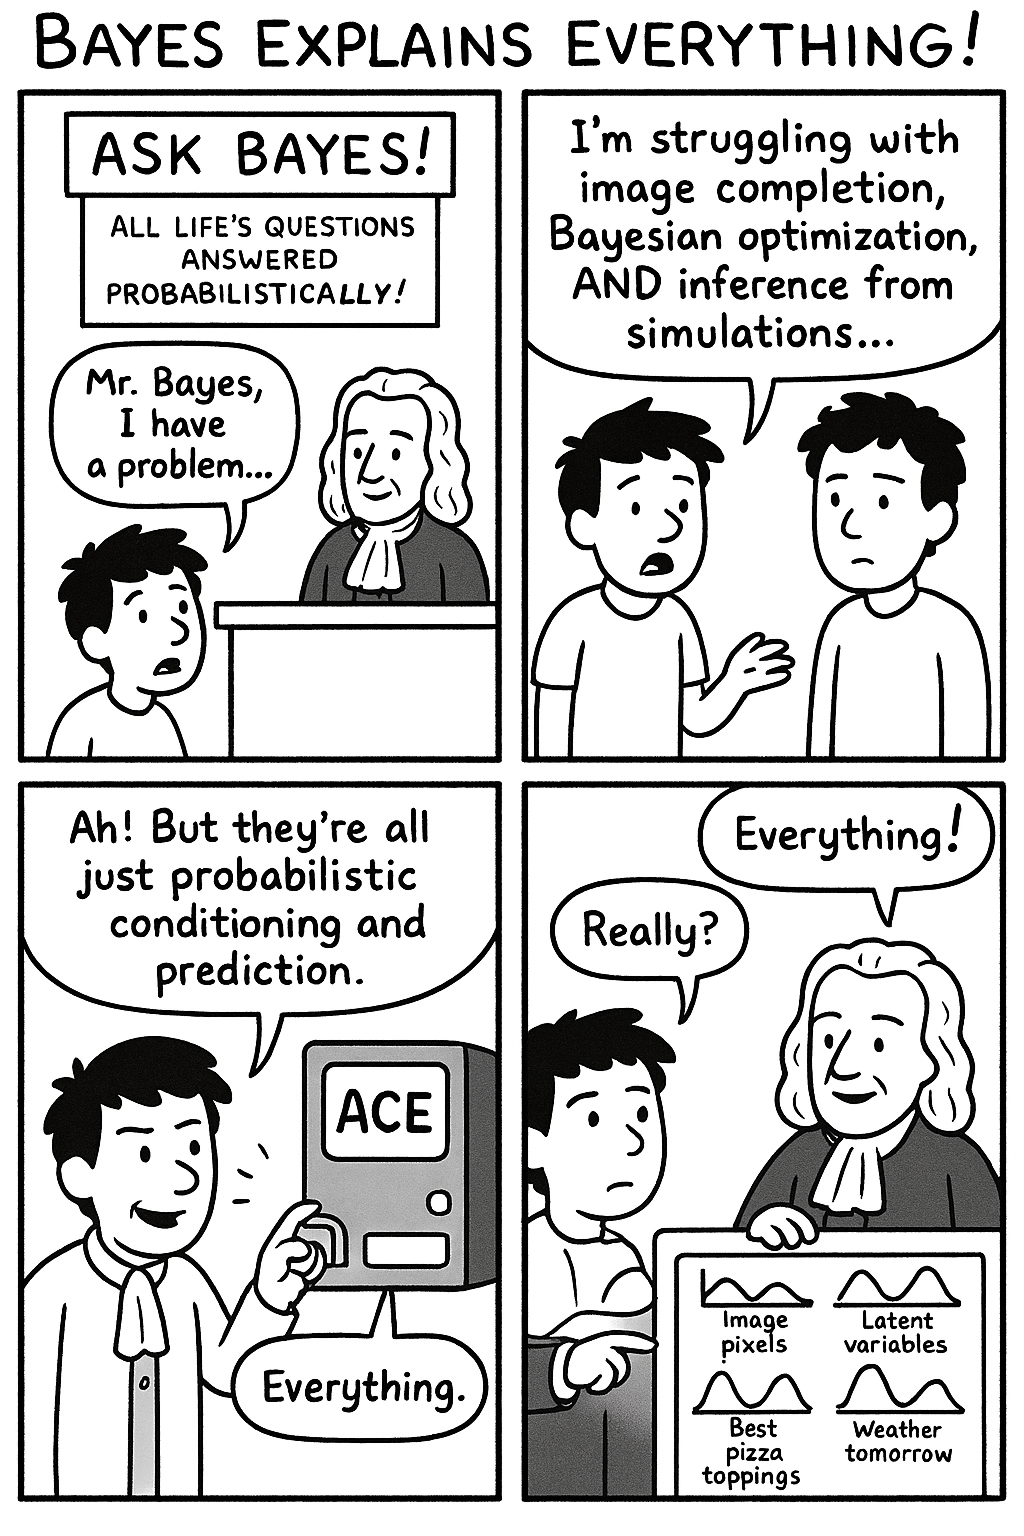 BAYES EXPLAINS EVERYTHING!
ASK BAYES!
ALL LIFE'S QUESTIONS
ANSWERED
PROBABILISTICALLY!
Mr. Bayes,
I have
a problem...
I'm struggling with
image completion,
Bayesian optimization,
AND inference from
simulations...
Ah! But they're all
just probabilistic
conditioning and
prediction.
ACE
Everything.
Everything!
Really?
Image
pixels
Latent
variables
Best
pizza
toppings
Weather
tomorrow